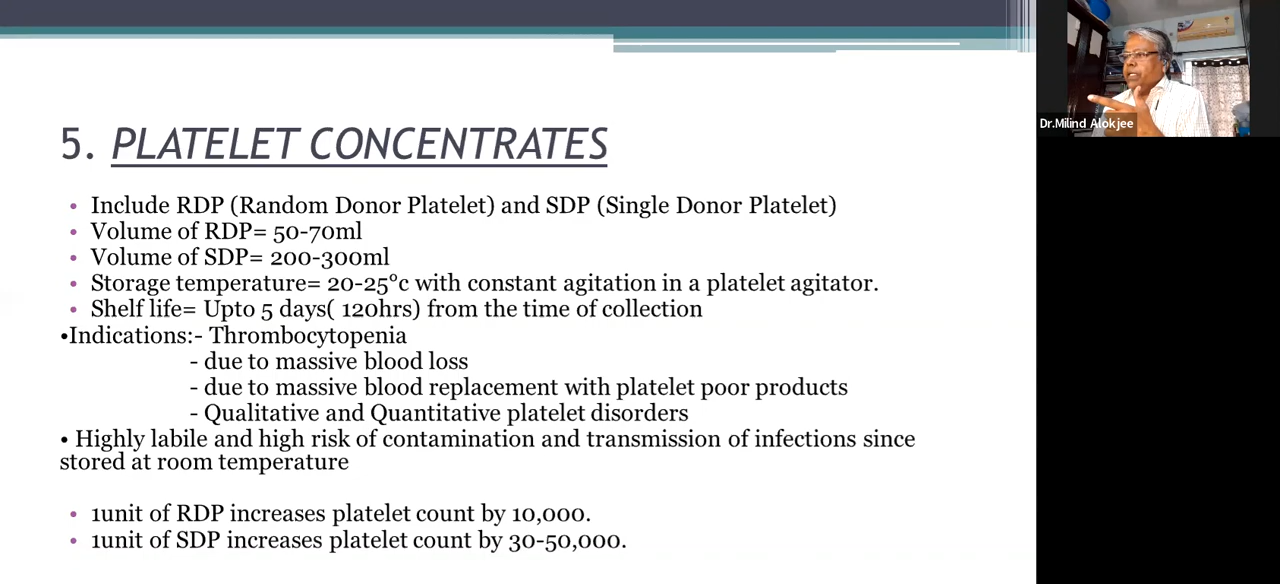 5. PLATELET CONCENTRATES
• Include RDP (Random Donor Platelet) and SDP (Single Donor Platelet)
• Volume of RDP= 50-70ml
• Volume of SDP= 200-300ml
• Storage temperature= 20-25°c with constant agitation in a platelet agitator.
• Shelf life= Upto 5 days( 120hrs) from the time of collection
•Indications:- Thrombocytopenia
- due to massive blood loss
- due to massive blood replacement with platelet poor products
- Qualitative and Quantitative platelet disorders
• Highly labile and high risk of contamination and transmission of infections since
stored at room temperature
• 1unit of RDP increases platelet count by 10,000.
• 1unit of SDP increases platelet count by 30-50,000.
Dr.Milind Alokjee